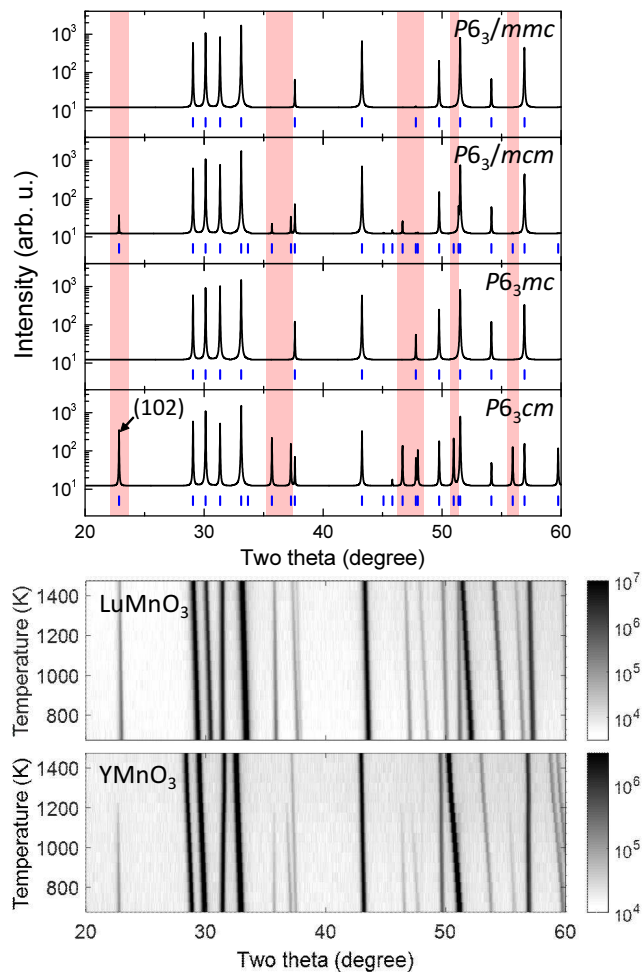 P6₃/mmc
10³
10²
10¹
P6₃/mcm
10³
10²
10¹
Intensity (arb. u.)
P6₃mc
10³
10²
10¹
P6₃cm
(102)
10³
10²
10¹
20 30 40 50 60
Two theta (degree)
LuMnO₃
Temperature (K)
1400
1200
1000
800
10⁷
10⁶
10⁵
10⁴
YMnO₃
Temperature (K)
1400
1200
1000
800
10⁶
10⁵
10⁴
20 30 40 50 60
Two theta (degree)